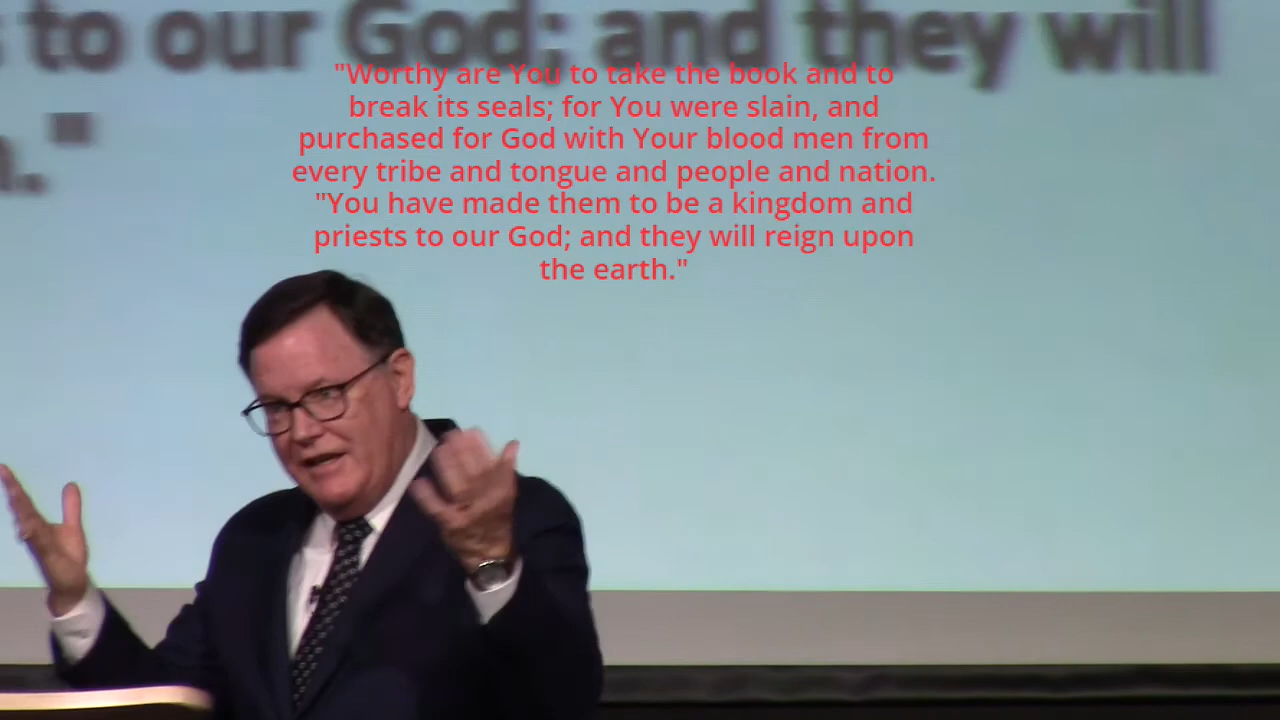 to our God; and they will
"Worthy are You to take the book and to
break its seals; for You were slain, and
purchased for God with Your blood men from
every tribe and tongue and people and nation.
"You have made them to be a kingdom and
priests to our God; and they will reign upon
the earth."